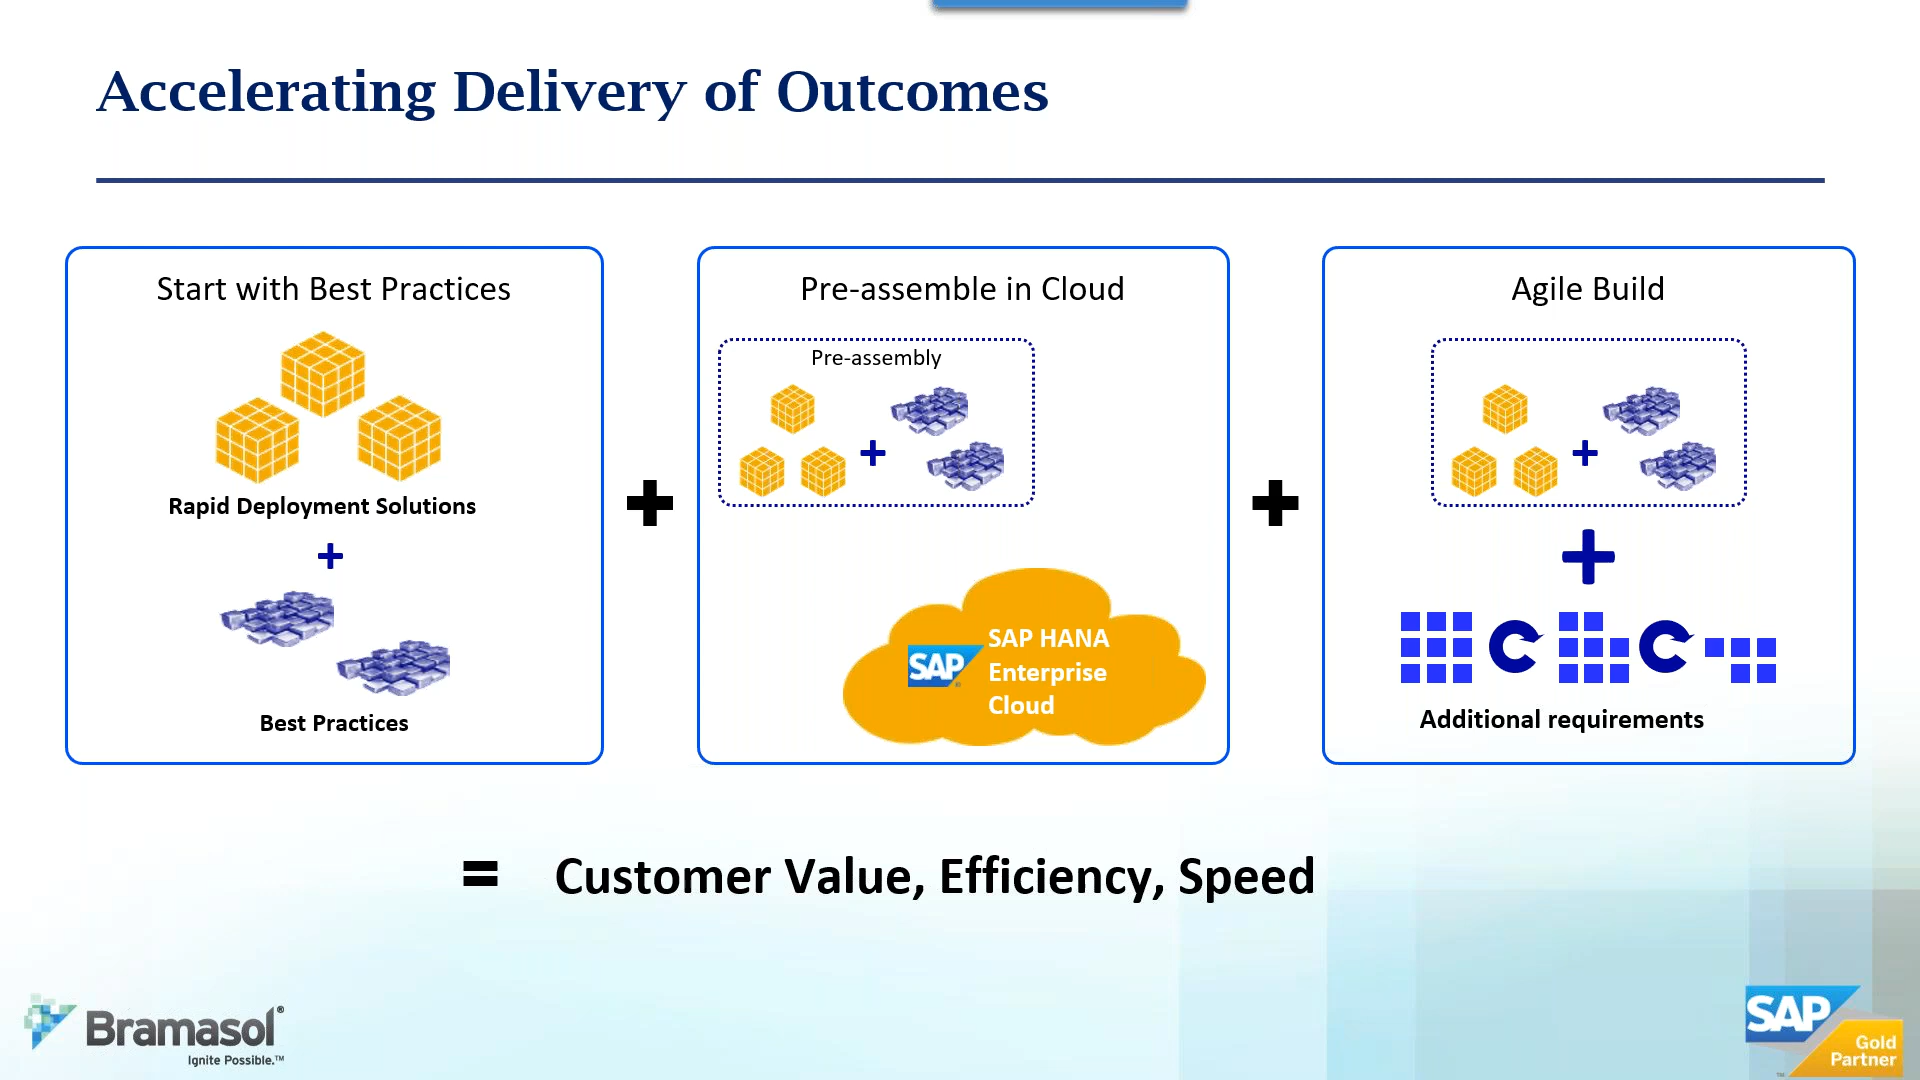 Accelerating Delivery of Outcomes
Start with Best Practices
Rapid Deployment Solutions
+
Best Practices
+
Pre-assemble in Cloud
Pre-assembly
+
SAP
®
SAP HANA
Enterprise
Cloud
+
Agile Build
+
+
Additional requirements
= Customer Value, Efficiency, Speed
Bramasol®
Ignite Possible.™
SAP
Gold
Partner
™